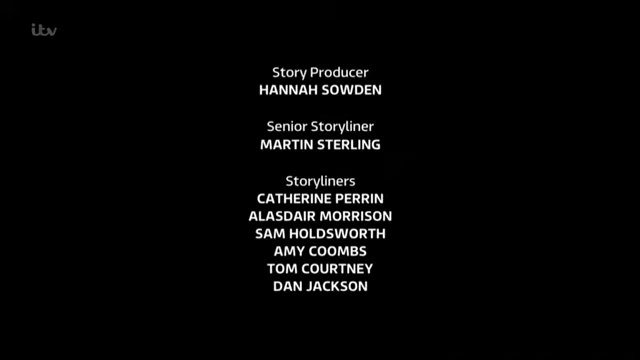 itv
Story Producer
HANNAH SOWDEN
Senior Storyliner
MARTIN STERLING
Storyliners
CATHERINE PERRIN
ALASDAIR MORRISON
SAM HOLDSWORTH
AMY COOMBS
TOM COURTNEY
DAN JACKSON